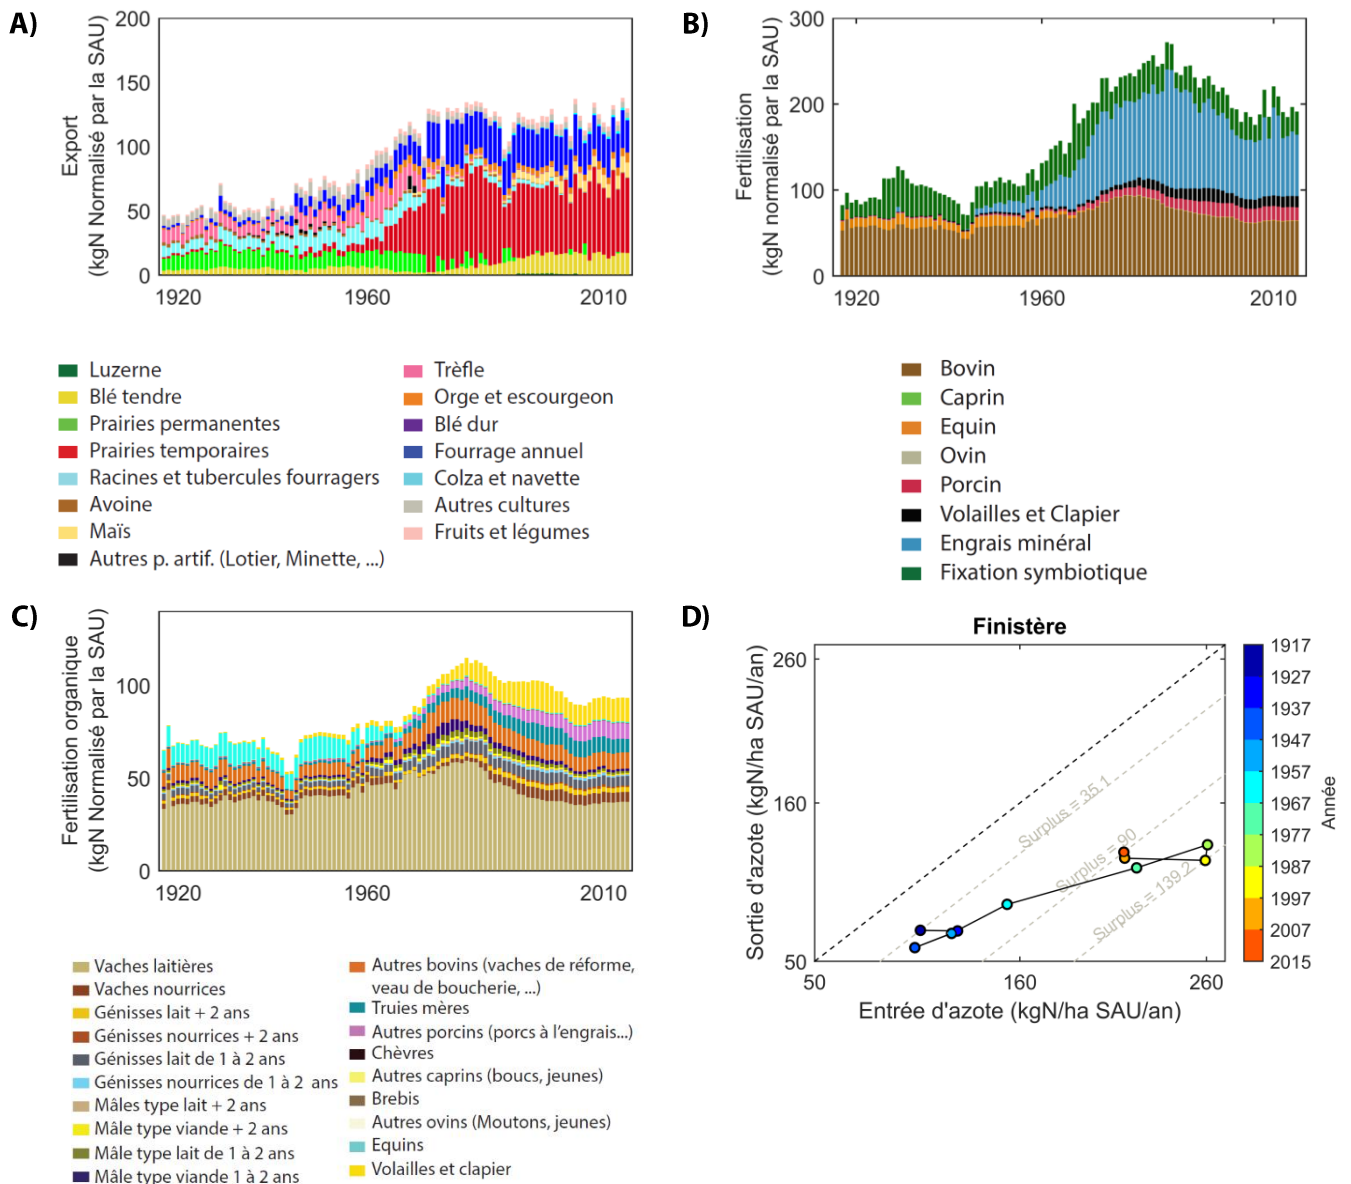 A)
200
150
100
50
0
Export
(kgN Normalisé par la SAU)
1920
1960
2010
Luzerne
Blé tendre
Prairies permanentes
Prairies temporaires
Racines et tubercules fourragers
Avoine
Maïs
Autres p. artif. (Lotier, Minette, ...)
Trèfle
Orge et escourgeon
Blé dur
Fourrage annuel
Colza et navette
Autres cultures
Fruits et légumes
B)
300
200
100
0
Fertilisation
(kgN normalisé par la SAU)
1920
1960
2010
Bovin
Caprin
Equin
Ovin
Porcin
Volailles et Clapier
Engrais minéral
Fixation symbiotique
C)
100
50
0
Fertilisation organique
(kgN Normalisé par la SAU)
1920
1960
2010
Vaches laitières
Vaches nourrices
Génisses lait + 2 ans
Génisses nourrices + 2 ans
Génisses lait de 1 à 2 ans
Génisses nourrices de 1 à 2 ans
Mâles type lait + 2 ans
Mâle type viande + 2 ans
Mâle type lait de 1 à 2 ans
Mâle type viande 1 à 2 ans
Autres bovins (vaches de réforme,
veau de boucherie, ...)
Truies mères
Autres porcins (porcs à l'engrais...)
Chèvres
Autres caprins (boucs, jeunes)
Brebis
Autres ovins (Moutons, jeunes)
Equins
Volailles et clapier
D)
Finistère
260
160
50
Sortie d'azote (kgN/ha SAU/an)
Surplus = 35.1
Surplus = 90
Surplus = 139.2
50
160
260
Entrée d'azote (kgN/ha SAU/an)
1917
1927
1937
1947
1957
1967
1977
1987
1997
2007
2015
Année